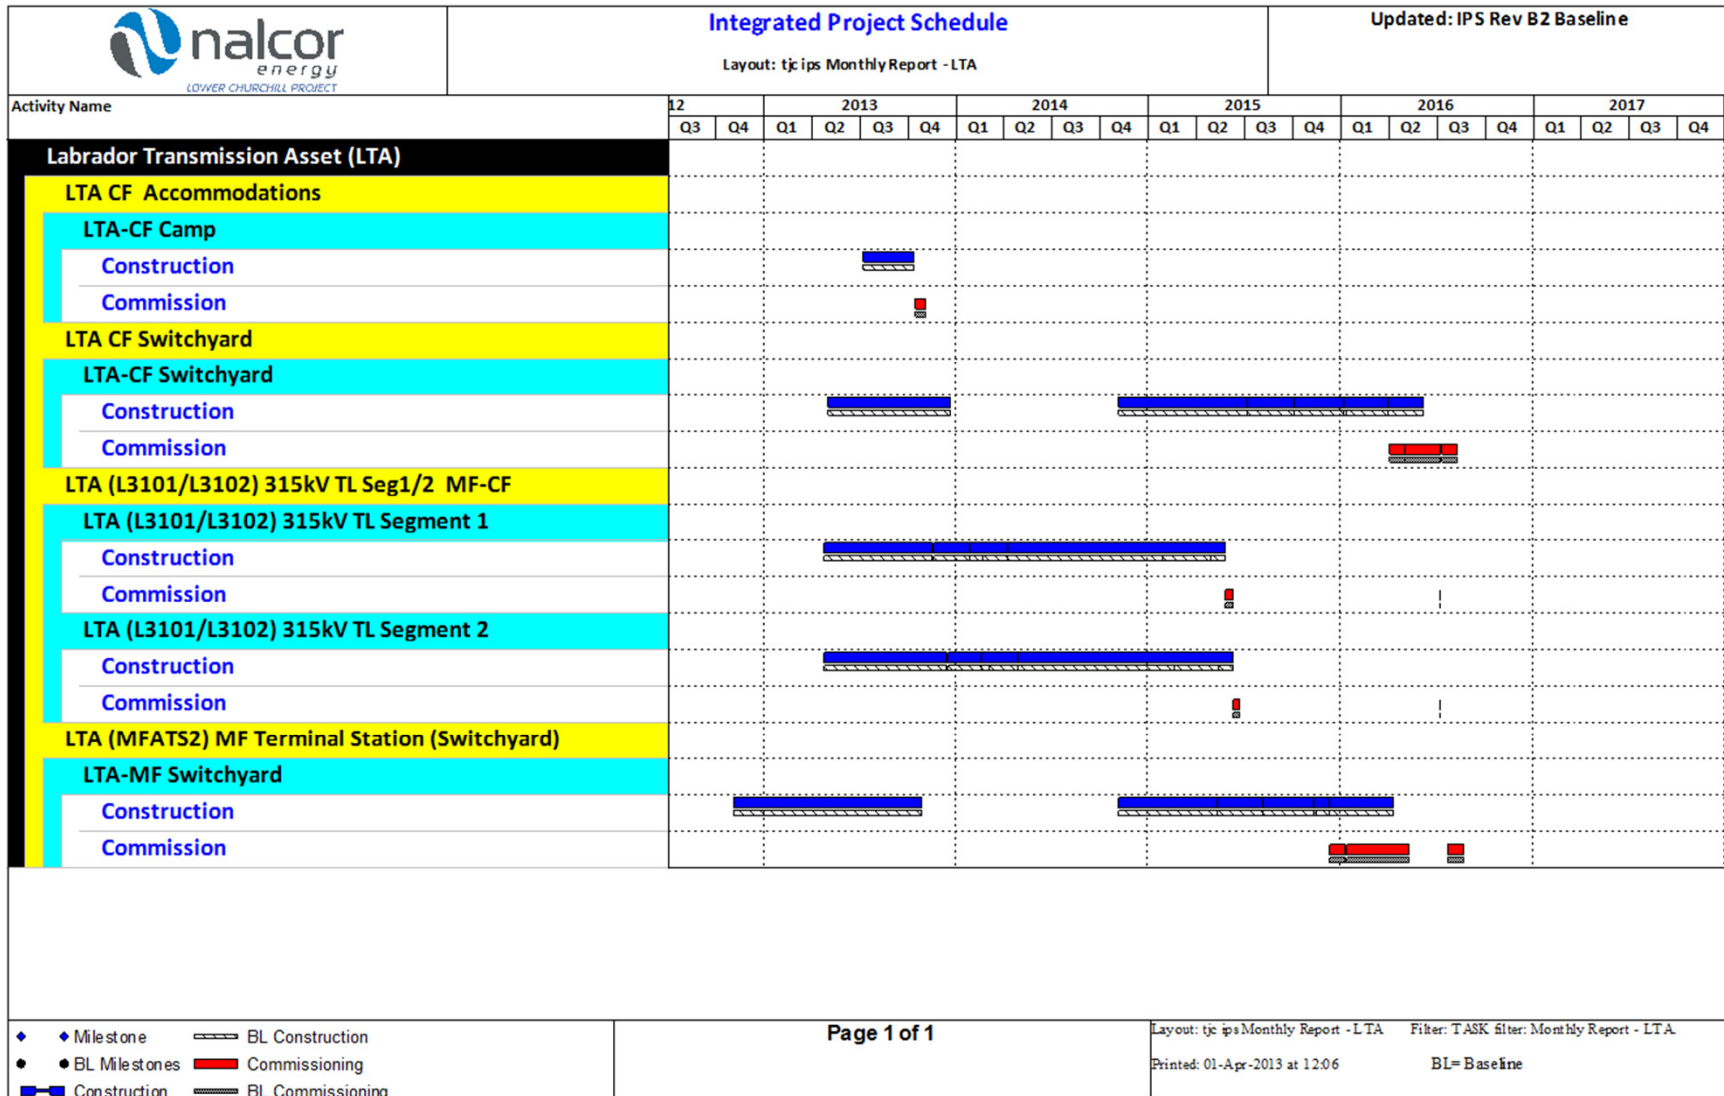 nalcor
energy
LOWER CHURCHILL PROJECT
Integrated Project Schedule
Layout: tjc ips Monthly Report - LTA
Updated: IPS Rev B2 Baseline
Activity Name
12 2013 2014 2015 2016 2017
Q3 Q4 Q1 Q2 Q3 Q4 Q1 Q2 Q3 Q4 Q1 Q2 Q3 Q4 Q1 Q2 Q3 Q4 Q1 Q2 Q3 Q4
Labrador Transmission Asset (LTA)
LTA CF Accommodations
LTA-CF Camp
Construction
Commission
LTA CF Switchyard
LTA-CF Switchyard
Construction
Commission
LTA (L3101/L3102) 315kV TL Seg1/2 MF-CF
LTA (L3101/L3102) 315kV TL Segment 1
Construction
Commission
LTA (L3101/L3102) 315kV TL Segment 2
Construction
Commission
LTA (MFATS2) MF Terminal Station (Switchyard)
LTA-MF Switchyard
Construction
Commission
Milestone BL Construction
BL Milestones Commissioning
Construction BL Commissioning
Page 1 of 1
Layout: tjc ips Monthly Report - LTA Filter: TASK filter: Monthly Report - LTA.
Printed: 01-Apr-2013 at 12:06 BL= Baseline